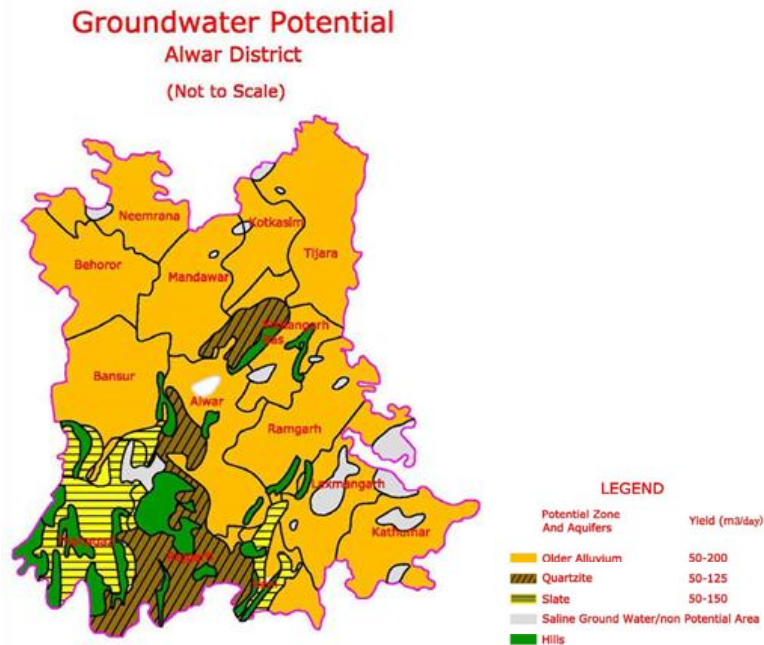 Groundwater Potential
Alwar District
(Not to Scale)
Neemrana
Kotkasim
Behoror
Mandawar
Tijara
Bansur
Alwar
Ramgarh
Laxmangarh
Kathumar
LEGEND
Potential Zone
And Aquifers
Yield (m3/day)
Older Alluvium 50-200
Quartzite 50-125
Slate 50-150
Saline Ground Water/non Potential Area
Hills